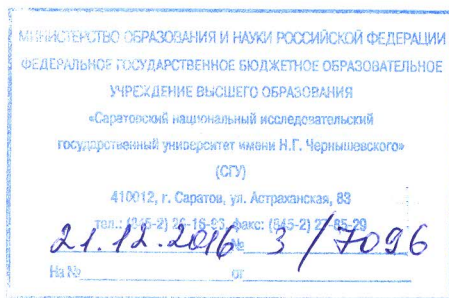 МИНИСТЕРСТВО ОБРАЗОВАНИЯ И НАУКИ РОССИЙСКОЙ ФЕДЕРАЦИИ
ФЕДЕРАЛЬНОЕ ГОСУДАРСТВЕННОЕ БЮДЖЕТНОЕ ОБРАЗОВАТЕЛЬНОЕ
УЧРЕЖДЕНИЕ ВЫСШЕГО ОБРАЗОВАНИЯ
«Саратовский национальный исследовательский
государственный университет имени Н.Г. Чернышевского»
(СГУ)
410012, г. Саратов, ул. Астраханская, 83
тел.: (845-2) 26-16-96, факс: (845-2) 27-85-29
21.12.2016 № 3/7096
На № от